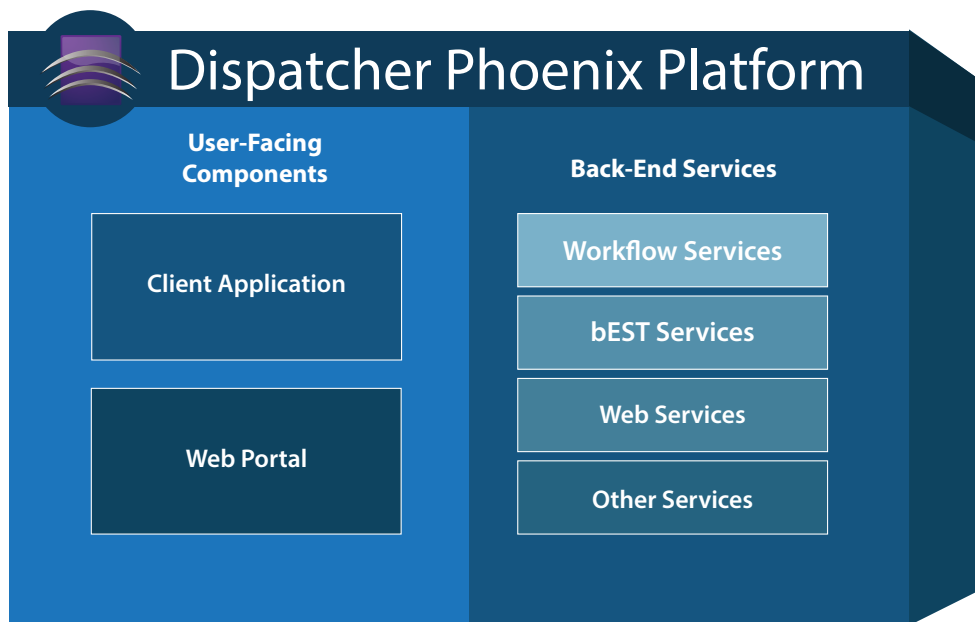 Dispatcher Phoenix Platform
User-Facing
Components
Client Application
Web Portal
Back-End Services
Workflow Services
bEST Services
Web Services
Other Services